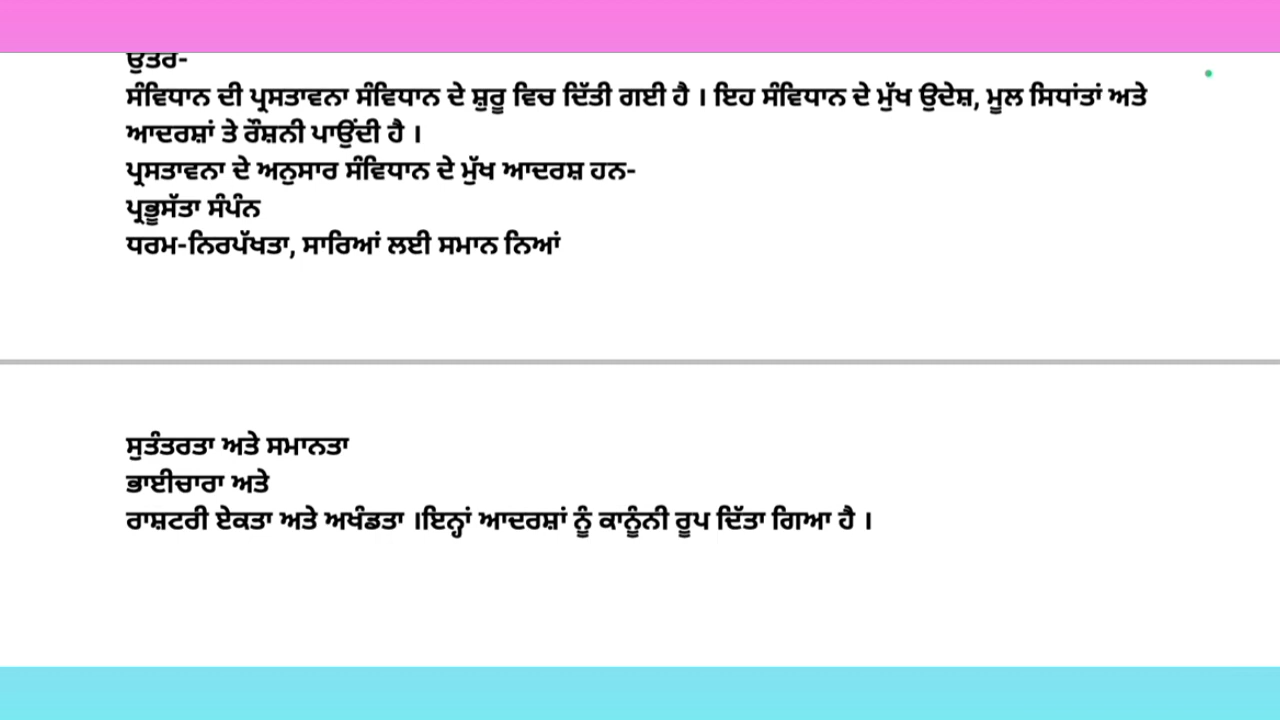 ਉੱਤਰ-
ਸੰਵਿਧਾਨ ਦੀ ਪ੍ਰਸਤਾਵਨਾ ਸੰਵਿਧਾਨ ਦੇ ਸ਼ੁਰੂ ਵਿਚ ਦਿੱਤੀ ਗਈ ਹੈ । ਇਹ ਸੰਵਿਧਾਨ ਦੇ ਮੁੱਖ ਉਦੇਸ਼, ਮੂਲ ਸਿਧਾਂਤਾਂ ਅਤੇ
ਆਦਰਸ਼ਾਂ ਤੇ ਰੌਸ਼ਨੀ ਪਾਉਂਦੀ ਹੈ ।
ਪ੍ਰਸਤਾਵਨਾ ਦੇ ਅਨੁਸਾਰ ਸੰਵਿਧਾਨ ਦੇ ਮੁੱਖ ਆਦਰਸ਼ ਹਨ-
ਪ੍ਰਭੂਸੱਤਾ ਸੰਪੰਨ
ਧਰਮ-ਨਿਰਪੱਖਤਾ, ਸਾਰਿਆਂ ਲਈ ਸਮਾਨ ਨਿਆਂ
ਸੁਤੰਤਰਤਾ ਅਤੇ ਸਮਾਨਤਾ
ਭਾਈਚਾਰਾ ਅਤੇ
ਰਾਸ਼ਟਰੀ ਏਕਤਾ ਅਤੇ ਅਖੰਡਤਾ ।ਇਨ੍ਹਾਂ ਆਦਰਸ਼ਾਂ ਨੂੰ ਕਾਨੂੰਨੀ ਰੂਪ ਦਿੱਤਾ ਗਿਆ ਹੈ ।